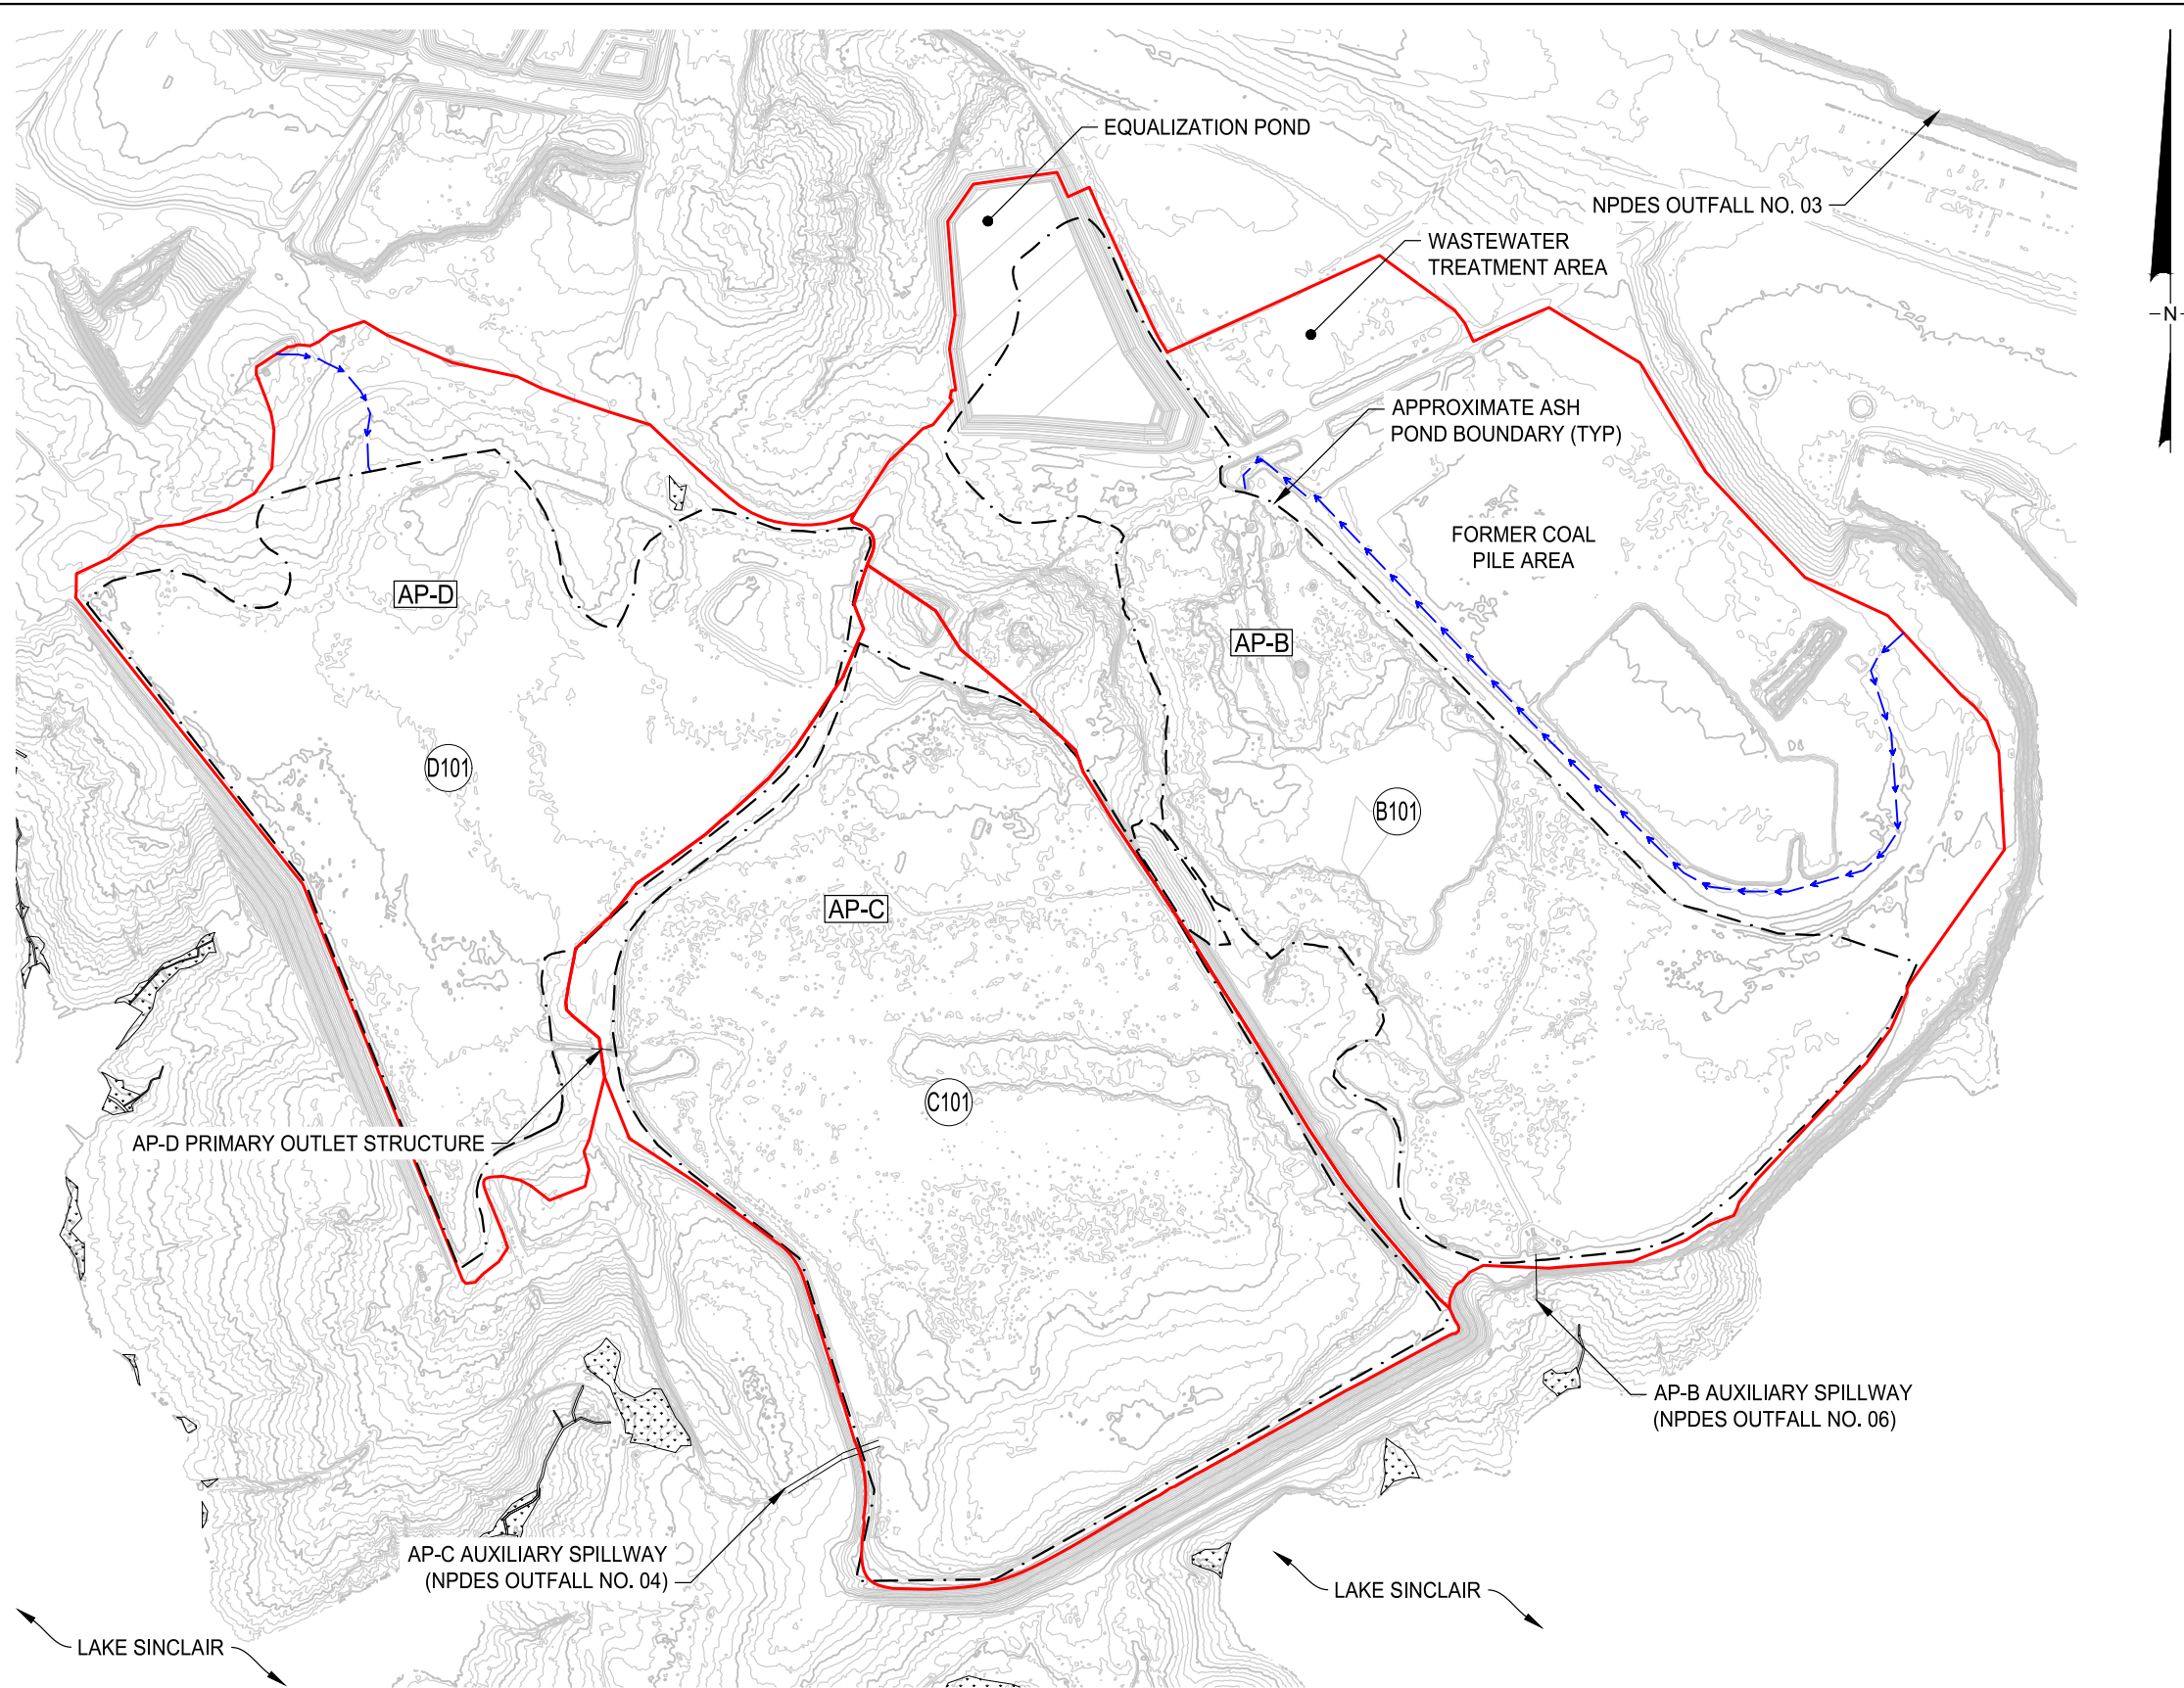 EQUALIZATION POND
NPDES OUTFALL NO. 03
WASTEWATER
TREATMENT AREA
N
APPROXIMATE ASH
POND BOUNDARY (TYP)
FORMER COAL
PILE AREA
AP-D
AP-B
D101
B101
AP-C
C101
AP-D PRIMARY OUTLET STRUCTURE
AP-B AUXILIARY SPILLWAY
(NPDES OUTFALL NO. 06)
AP-C AUXILIARY SPILLWAY
(NPDES OUTFALL NO. 04)
LAKE SINCLAIR
LAKE SINCLAIR